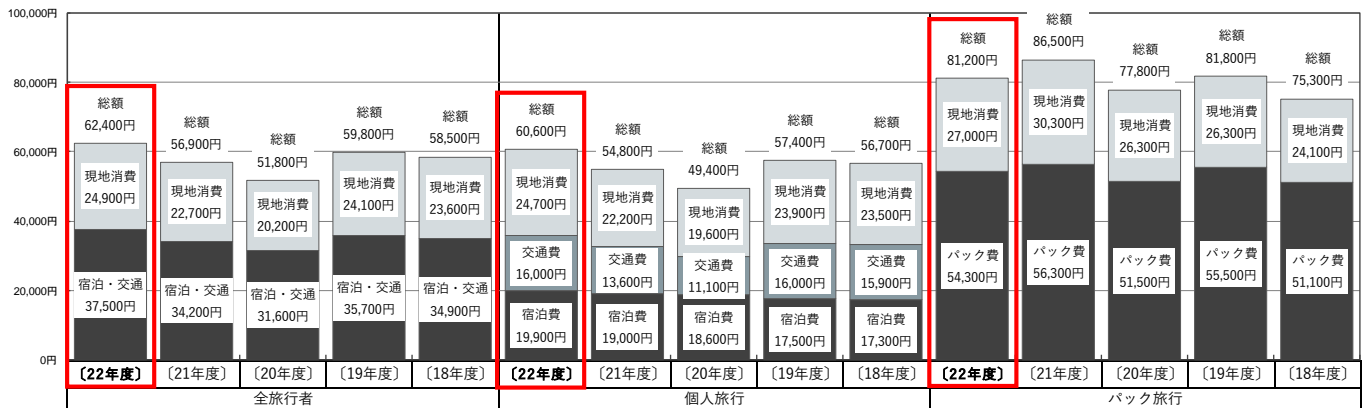 100,000円
80,000円
60,000円
40,000円
20,000円
0円
総額
62,400円
現地消費
24,900円
宿泊・交通
37,500円
〔22年度〕
総額
56,900円
現地消費
22,700円
宿泊・交通
34,200円
〔21年度〕
総額
51,800円
現地消費
20,200円
宿泊・交通
31,600円
〔20年度〕
総額
59,800円
現地消費
24,100円
宿泊・交通
35,700円
〔19年度〕
総額
58,500円
現地消費
23,600円
宿泊・交通
34,900円
〔18年度〕
全旅行者
総額
60,600円
現地消費
24,700円
交通費
16,000円
宿泊費
19,900円
〔22年度〕
総額
54,800円
現地消費
22,200円
交通費
13,600円
宿泊費
19,000円
〔21年度〕
総額
49,400円
現地消費
19,600円
交通費
11,100円
宿泊費
18,600円
〔20年度〕
総額
57,400円
現地消費
23,900円
交通費
16,000円
宿泊費
17,500円
〔19年度〕
総額
56,700円
現地消費
23,500円
交通費
15,900円
宿泊費
17,300円
〔18年度〕
個人旅行
総額
81,200円
現地消費
27,000円
パック費
54,300円
〔22年度〕
総額
86,500円
現地消費
30,300円
パック費
56,300円
〔21年度〕
総額
77,800円
現地消費
26,300円
パック費
51,500円
〔20年度〕
総額
81,800円
現地消費
26,300円
パック費
55,500円
〔19年度〕
総額
75,300円
現地消費
24,100円
パック費
51,100円
〔18年度〕
パック旅行